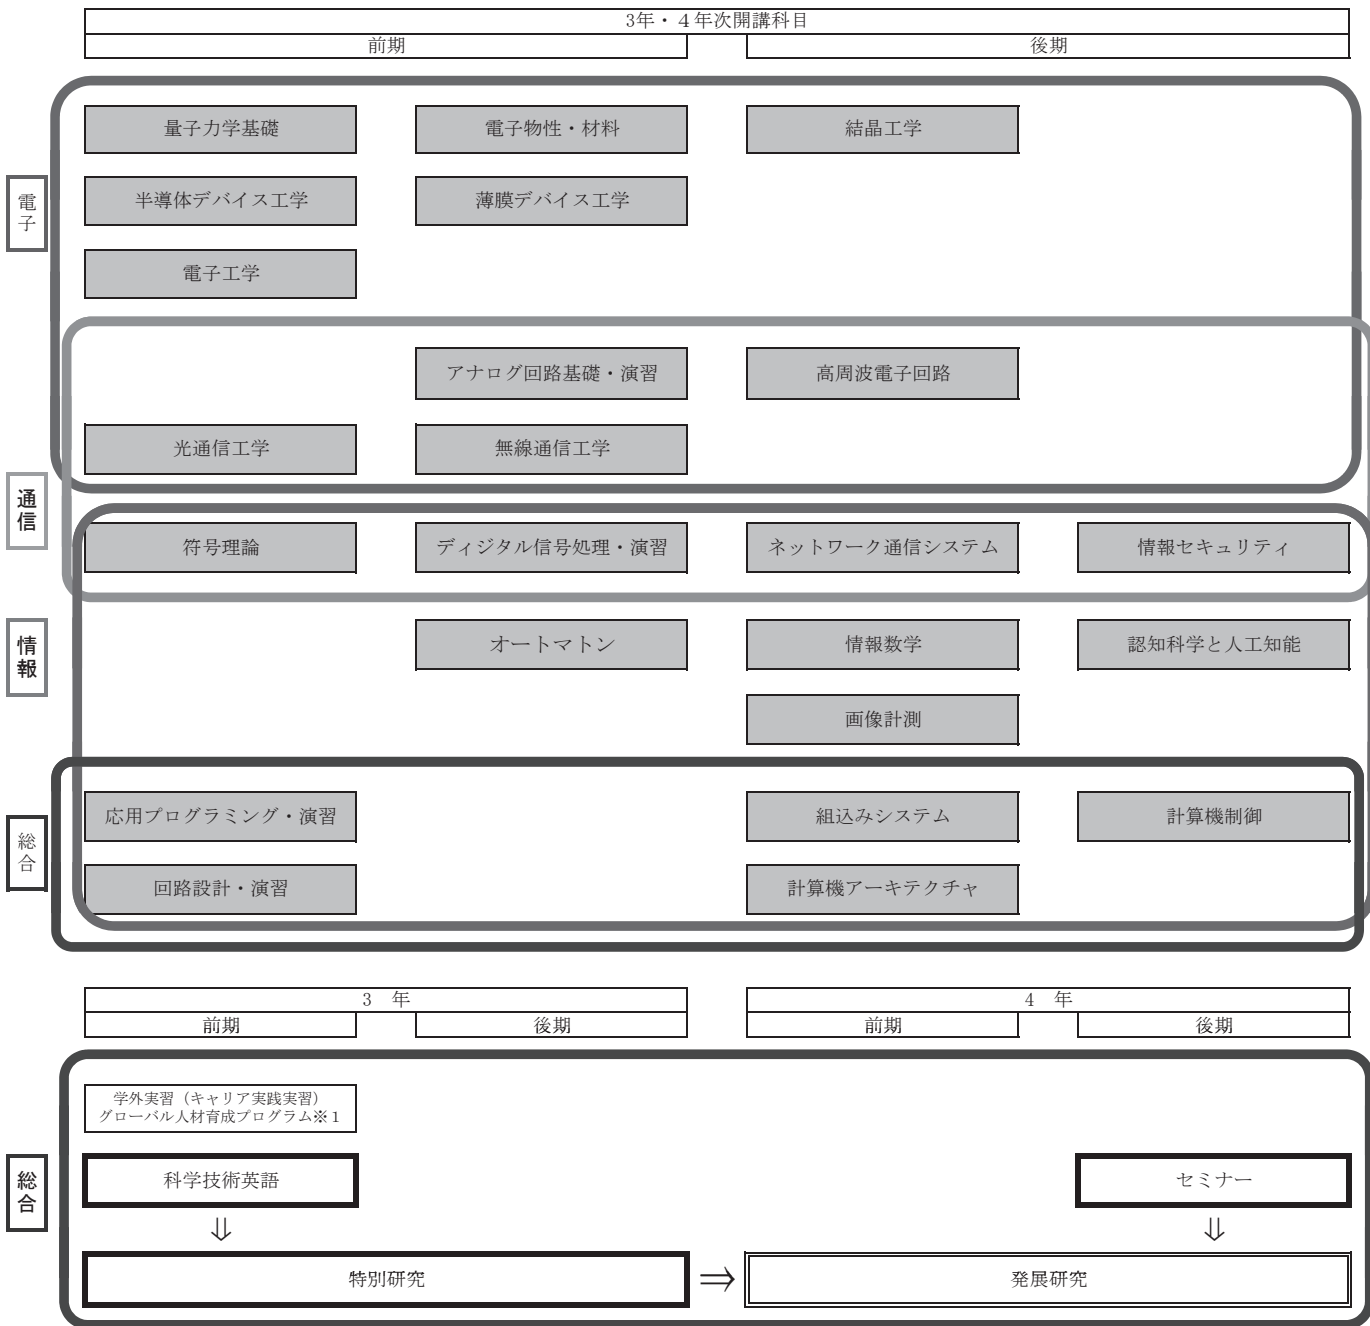 3年・４年次開講科目
前期
後期
量子力学基礎
電子物性・材料
結晶工学
電子
半導体デバイス工学
薄膜デバイス工学
電子工学
アナログ回路基礎・演習
高周波電子回路
光通信工学
無線通信工学
通信
符号理論
ディジタル信号処理・演習
ネットワーク通信システム
情報セキュリティ
情報
オートマトン
情報数学
認知科学と人工知能
画像計測
総合
応用プログラミング・演習
組込みシステム
計算機制御
回路設計・演習
計算機アーキテクチャ
3　年
4　年
前期
後期
前期
後期
学外実習（キャリア実践実習）
グローバル人材育成プログラム※１
総合
科学技術英語
セミナー
⇓
⇓
特別研究
⇒
発展研究